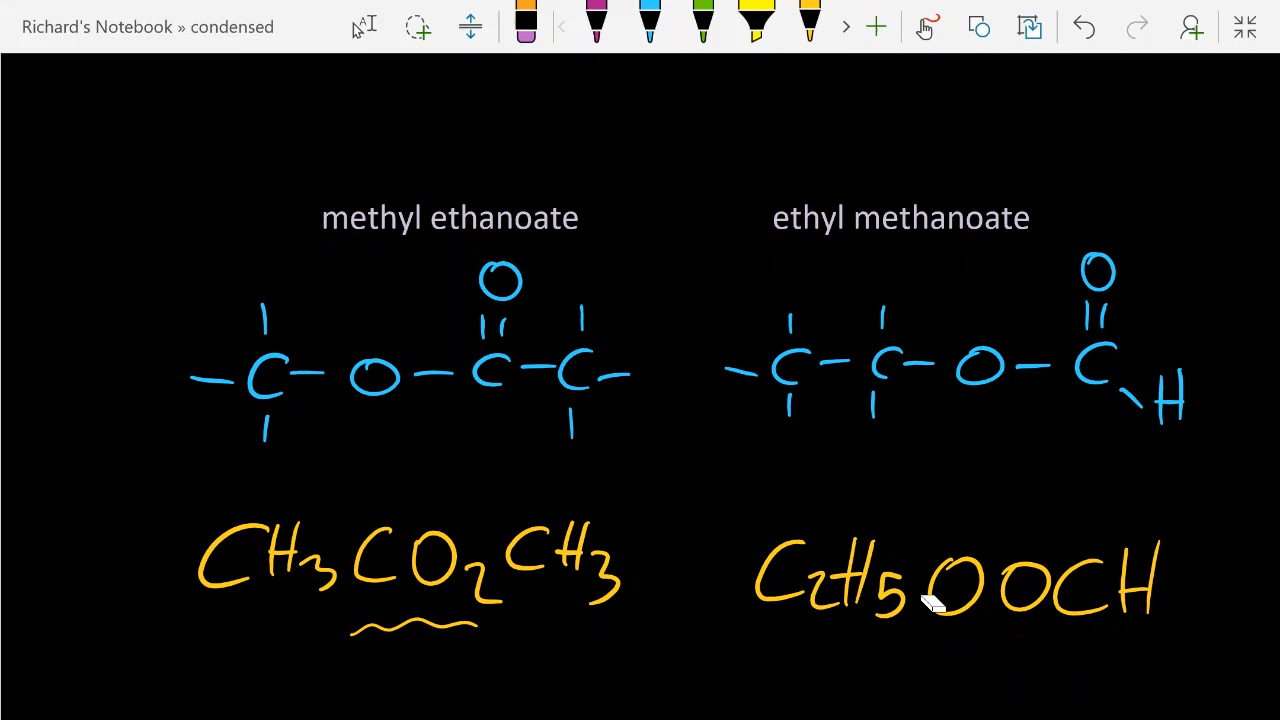 Richard's Notebook » condensed
methyl ethanoate ethyl methanoate
O O
C O C C C C O C H
CH3CO2CH3 C2H5OOCH